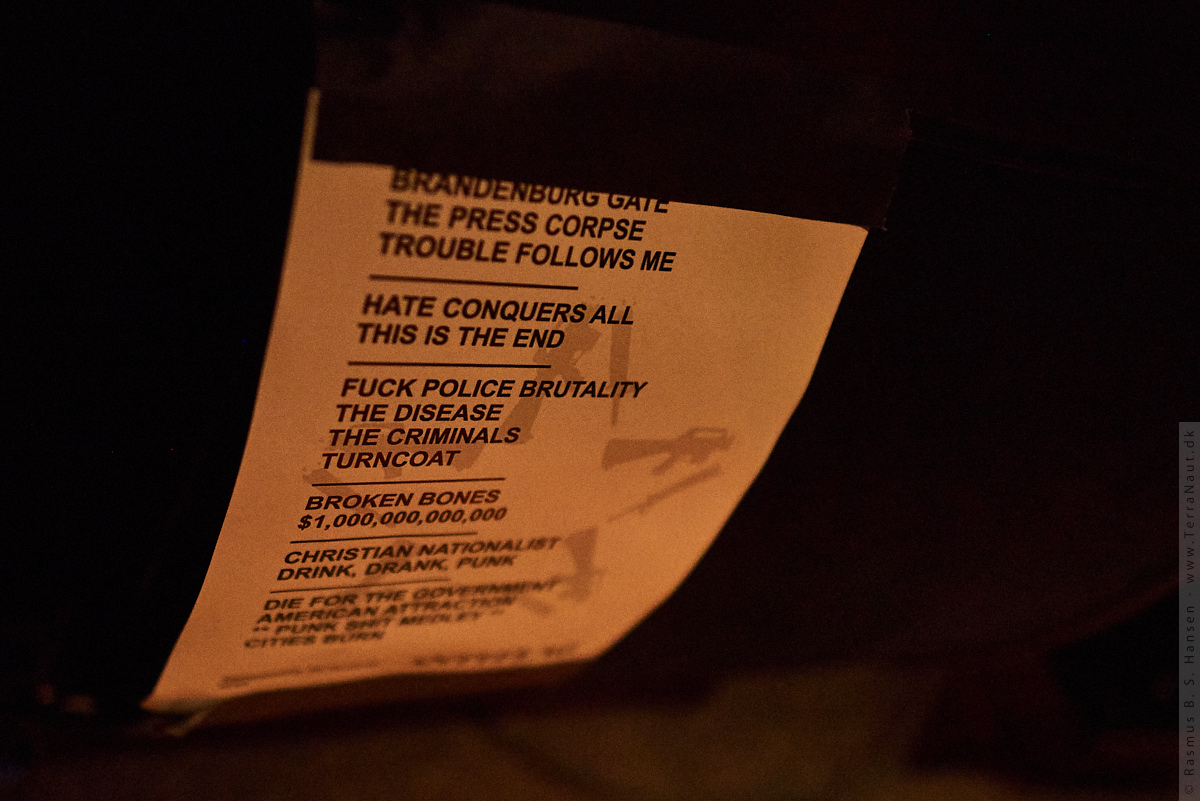 BRANDENBURG GATE
THE PRESS CORPSE
TROUBLE FOLLOWS ME
HATE CONQUERS ALL
THIS IS THE END
FUCK POLICE BRUTALITY
THE DISEASE
THE CRIMINALS
TURNCOAT
BROKEN BONES
$1,000,000,000,000
CHRISTIAN NATIONALIST
DRINK, DRANK, PUNK
DIE FOR THE GOVERNMENT
AMERICAN ATTRACTION
** PUNK SHIT MEDLEY **
CITIES BURN
© Rasmus B. S. Hansen - www.TerraNaut.dk